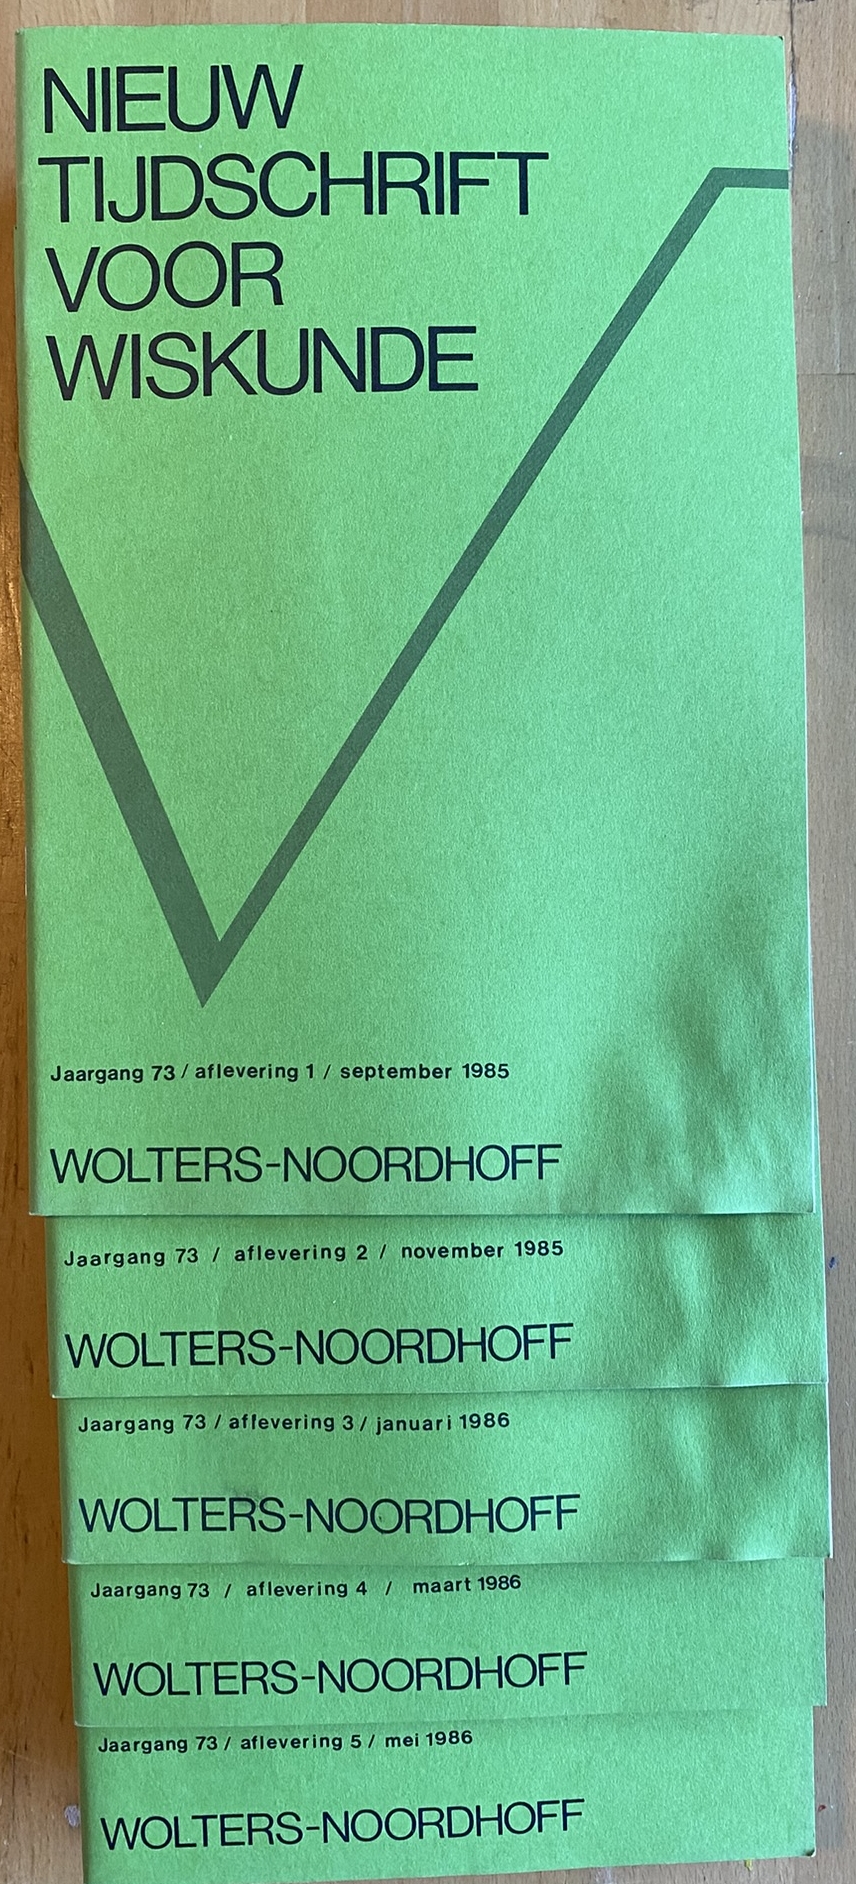 NIEUW
TIJDSCHRIFT
VOOR
WISKUNDE
Jaargang 73 / aflevering 1 / september 1985
WOLTERS-NOORDHOFF
Jaargang 73 / aflevering 2 / november 1985
WOLTERS-NOORDHOFF
Jaargang 73 / aflevering 3 / januari 1986
WOLTERS-NOORDHOFF
Jaargang 73 / aflevering 4 / maart 1986
WOLTERS-NOORDHOFF
Jaargang 73 / aflevering 5 / mei 1986
WOLTERS-NOORDHOFF